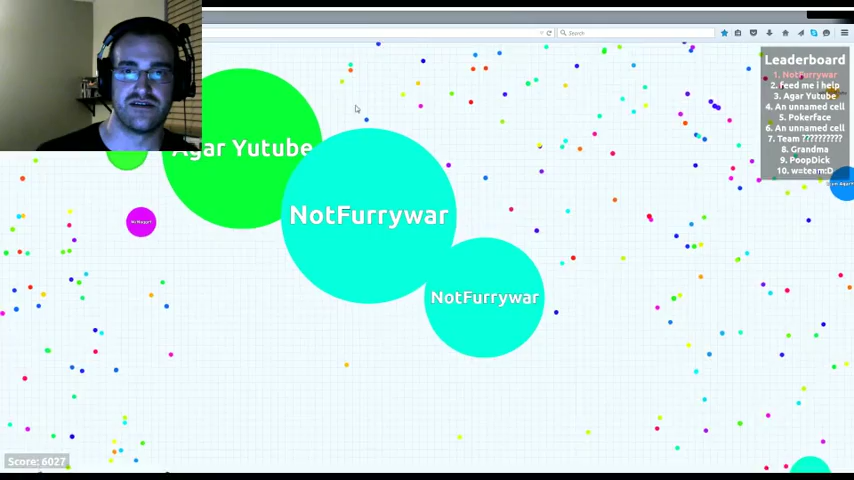 Search
Leaderboard
1. NotFurrywar
2. feed me i help
3. Agar Yutube
4. An unnamed cell
5. Pokerface
6. An unnamed cell
7. Team ??????????
8. Grandma
9. PoopDick
10. w=team:D
Agar Yutube
NotFurrywar
NotFurrywar
Score: 6027